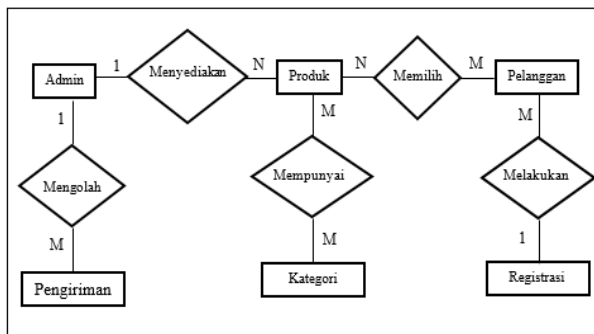 Admin 1 Menyediakan N Produk N Memilih M Pelanggan
1 M M
Mengolah Mempunyai Melakukan
M M 1
Pengiriman Kategori Registrasi